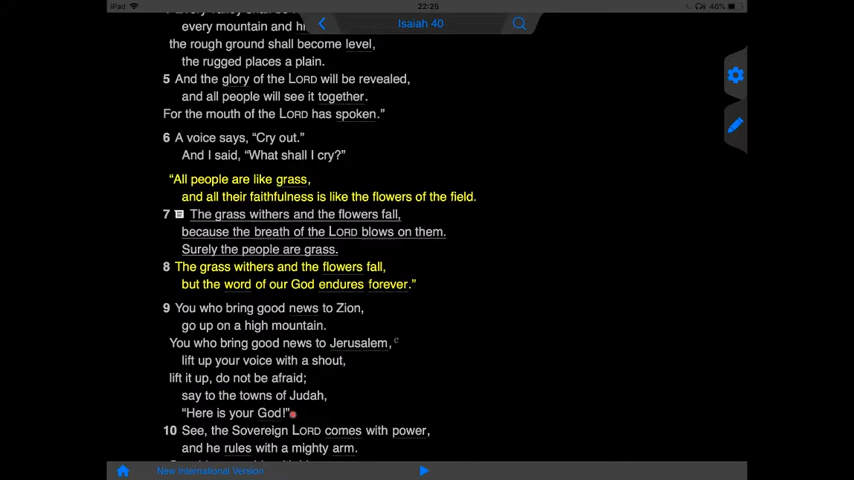 iPad 22:25 46%
Isaiah 40
every mountain and hi
the rough ground shall become level,
the rugged places a plain.
5 And the glory of the LORD will be revealed,
and all people will see it together.
For the mouth of the LORD has spoken.”
6 A voice says, “Cry out.”
And I said, “What shall I cry?”
“All people are like grass,
and all their faithfulness is like the flowers of the field.
7 The grass withers and the flowers fall,
because the breath of the LORD blows on them.
Surely the people are grass.
8 The grass withers and the flowers fall,
but the word of our God endures forever.”
9 You who bring good news to Zion,
go up on a high mountain.
You who bring good news to Jerusalem, c
lift up your voice with a shout,
lift it up, do not be afraid;
say to the towns of Judah,
“Here is your God!”
10 See, the Sovereign LORD comes with power,
and he rules with a mighty arm.
New International Version